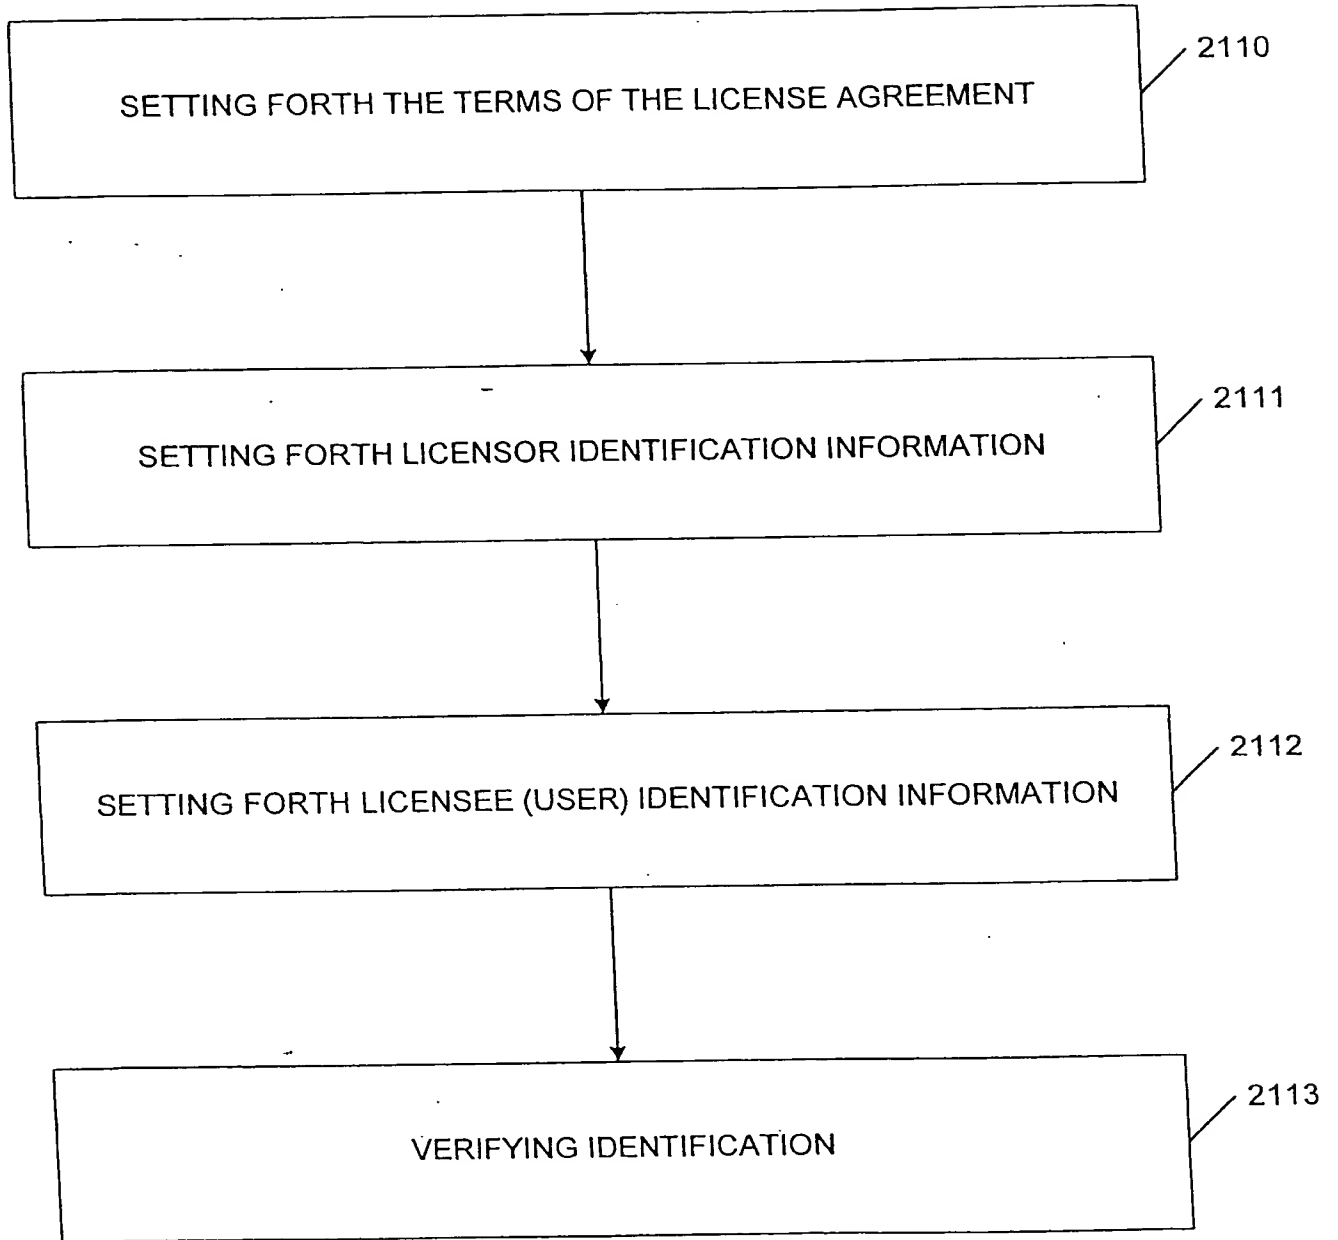 SETTING FORTH THE TERMS OF THE LICENSE AGREEMENT
2110
SETTING FORTH LICENSOR IDENTIFICATION INFORMATION
2111
SETTING FORTH LICENSEE (USER) IDENTIFICATION INFORMATION
2112
VERIFYING IDENTIFICATION
2113